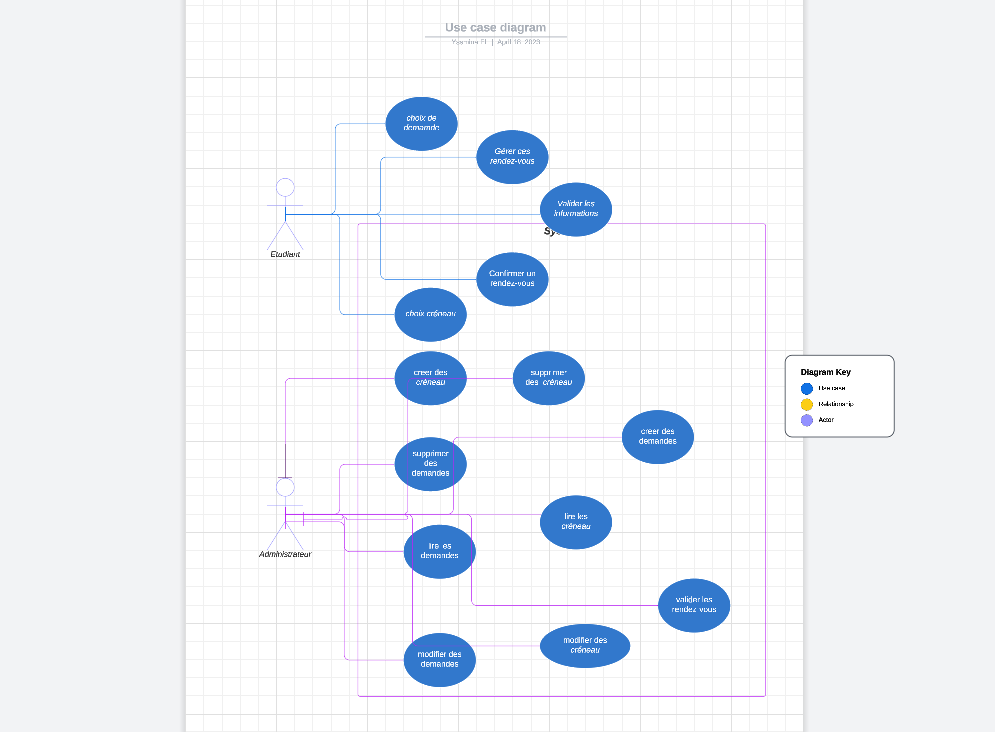 Use case diagram
Yasmina El | April 16, 2023
choix de
demande
Gérer ces
rendez-vous
Valider les
informations
Sy
Etudiant
Confirmer un
rendez-vous
choix créneau
creer des
créneau
supprimer
des créneau
Diagram Key
Use case
Relationship
Actor
creer des
demandes
supprimer
des
demandes
lire les
créneau
Administrateur
lire les
demandes
valider les
rendez vous
modifier des
créneau
modifier des
demandes